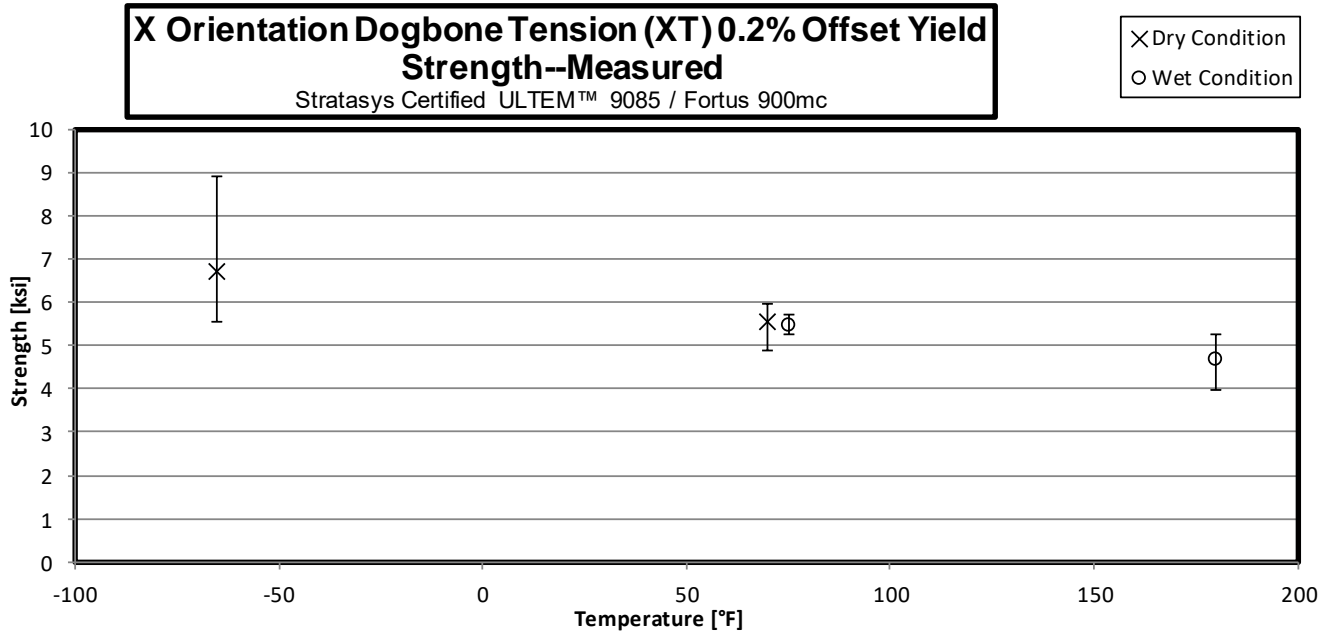 X Orientation Dogbone Tension (XT) 0.2% Offset Yield
Strength--Measured
Stratasys Certified ULTEM™ 9085 / Fortus 900mc
Dry Condition
Wet Condition
10
9
8
7
6
5
4
3
2
1
0
Strength [ksi]
-100
-50
0
50
100
150
200
Temperature [°F]